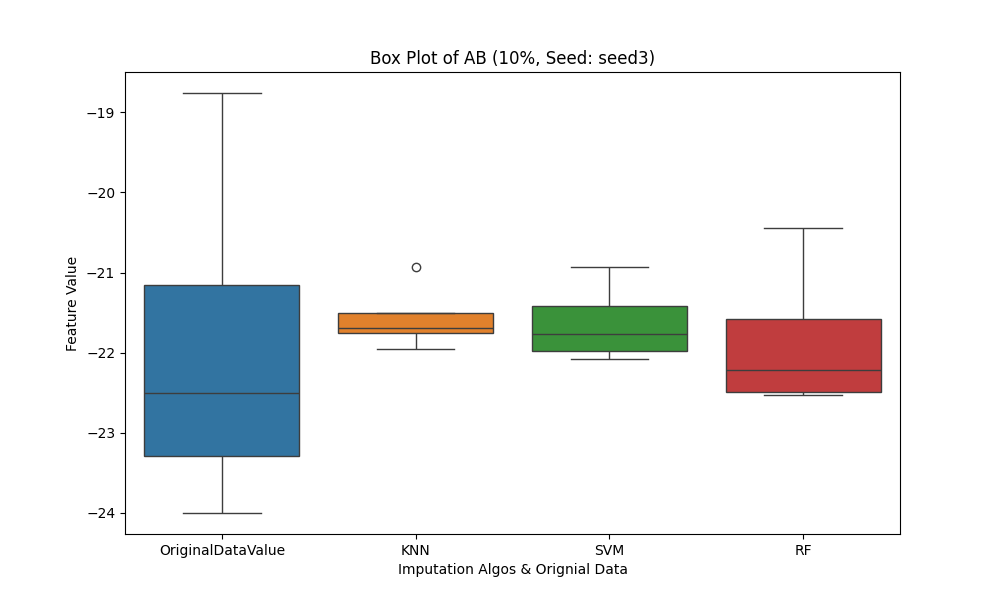 Box Plot of AB (10%, Seed: seed3)
Feature Value
−19
−20
−21
−22
−23
−24
OriginalDataValue
KNN
SVM
RF
Imputation Algos & Orignial Data